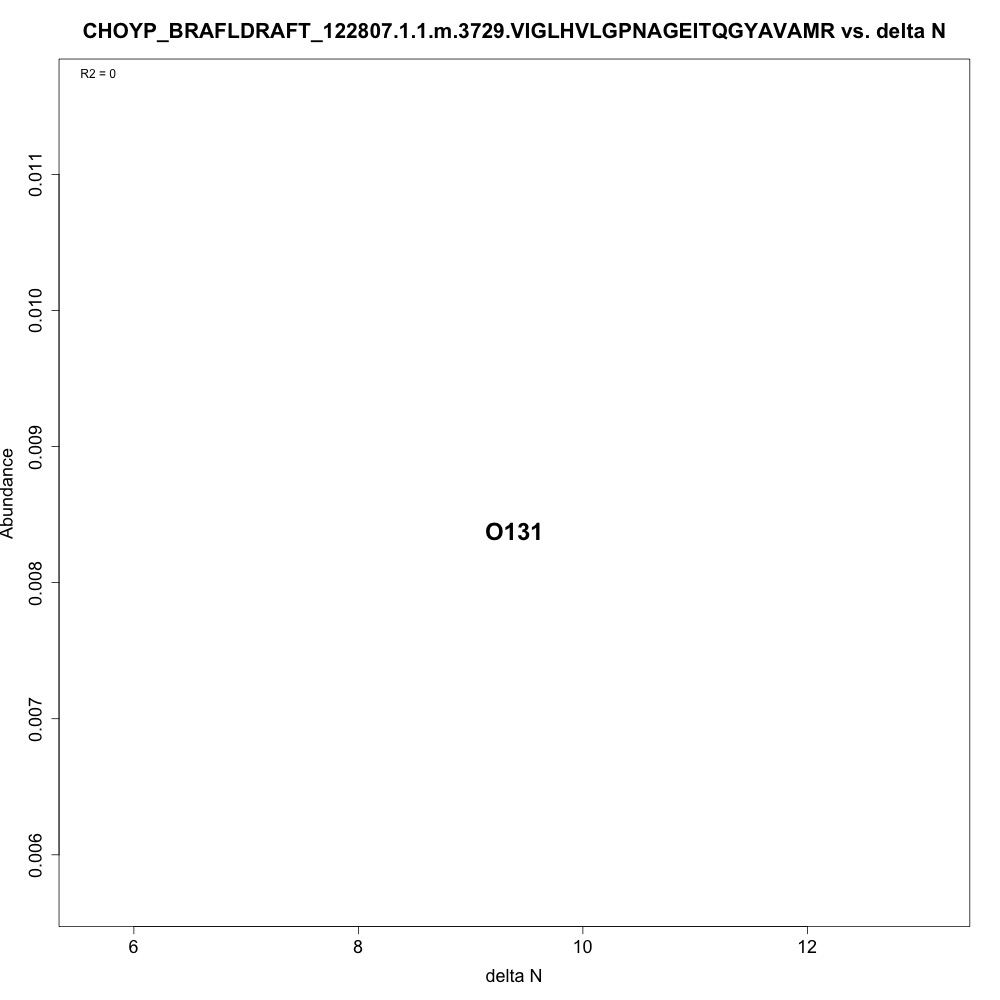 CHOYP_BRAFLDRAFT_122807.1.1.m.3729.VIGLHVLGPNAGEITQGYAVAMR vs. delta N
R2 = 0
0.011
0.010
0.009
Abundance
O131
0.008
0.007
0.006
6 8 10 12
delta N